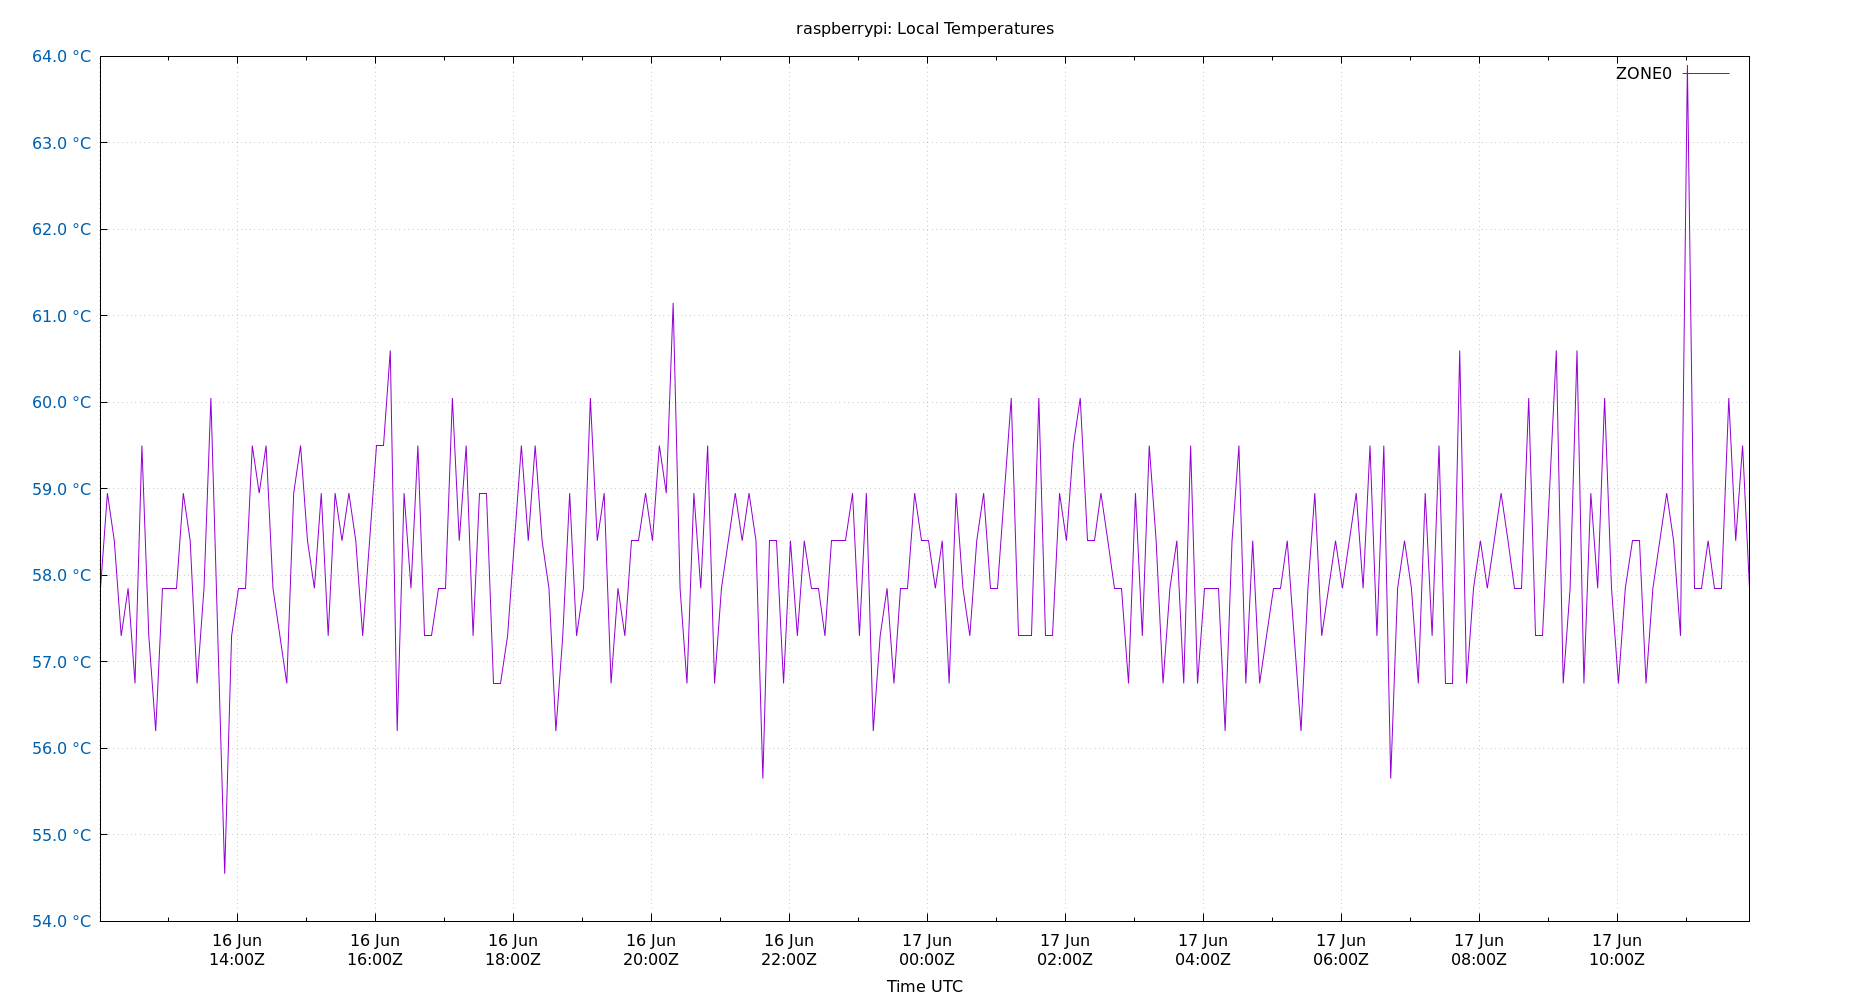 raspberrypi: Local Temperatures
64.0 °C
ZONE0
63.0 °C
62.0 °C
61.0 °C
60.0 °C
59.0 °C
58.0 °C
57.0 °C
56.0 °C
55.0 °C
54.0 °C
16 Jun 16 Jun 16 Jun 16 Jun 16 Jun 17 Jun 17 Jun 17 Jun 17 Jun 17 Jun 17 Jun
14:00Z 16:00Z 18:00Z 20:00Z 22:00Z 00:00Z 02:00Z 04:00Z 06:00Z 08:00Z 10:00Z
Time UTC